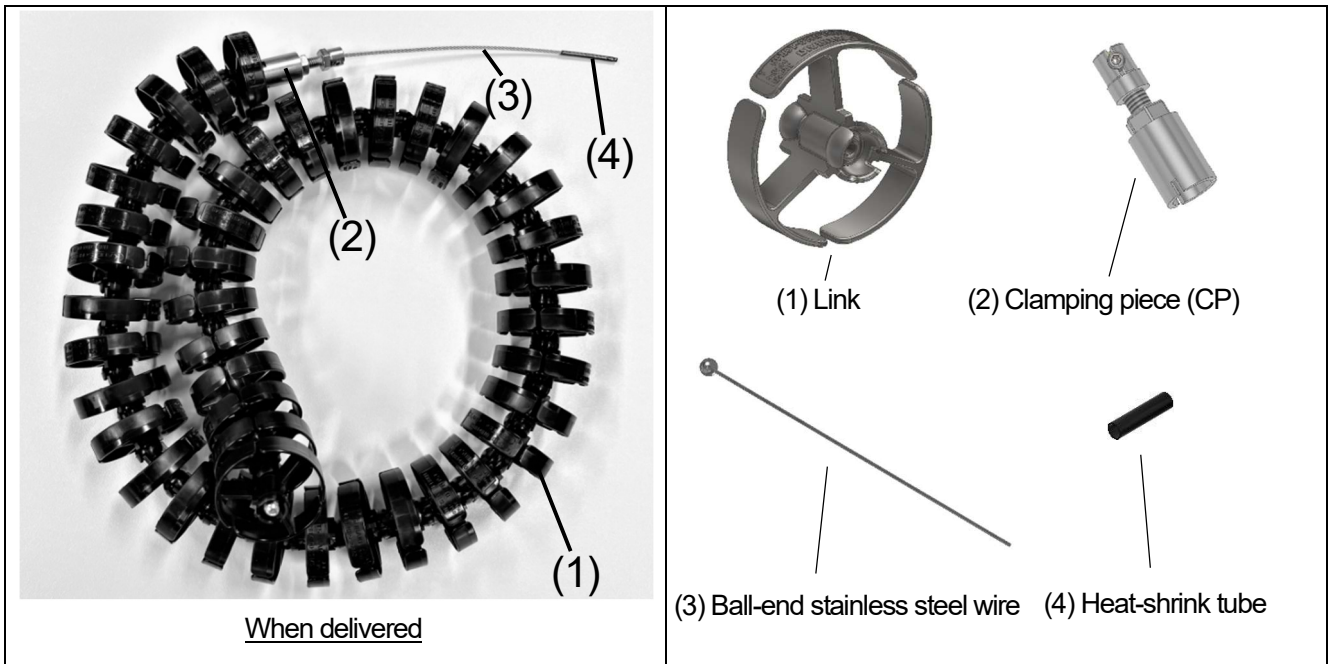 (3)
(4)
(2)
(1)
When delivered
(1) Link
(2) Clamping piece (CP)
(3) Ball-end stainless steel wire
(4) Heat-shrink tube